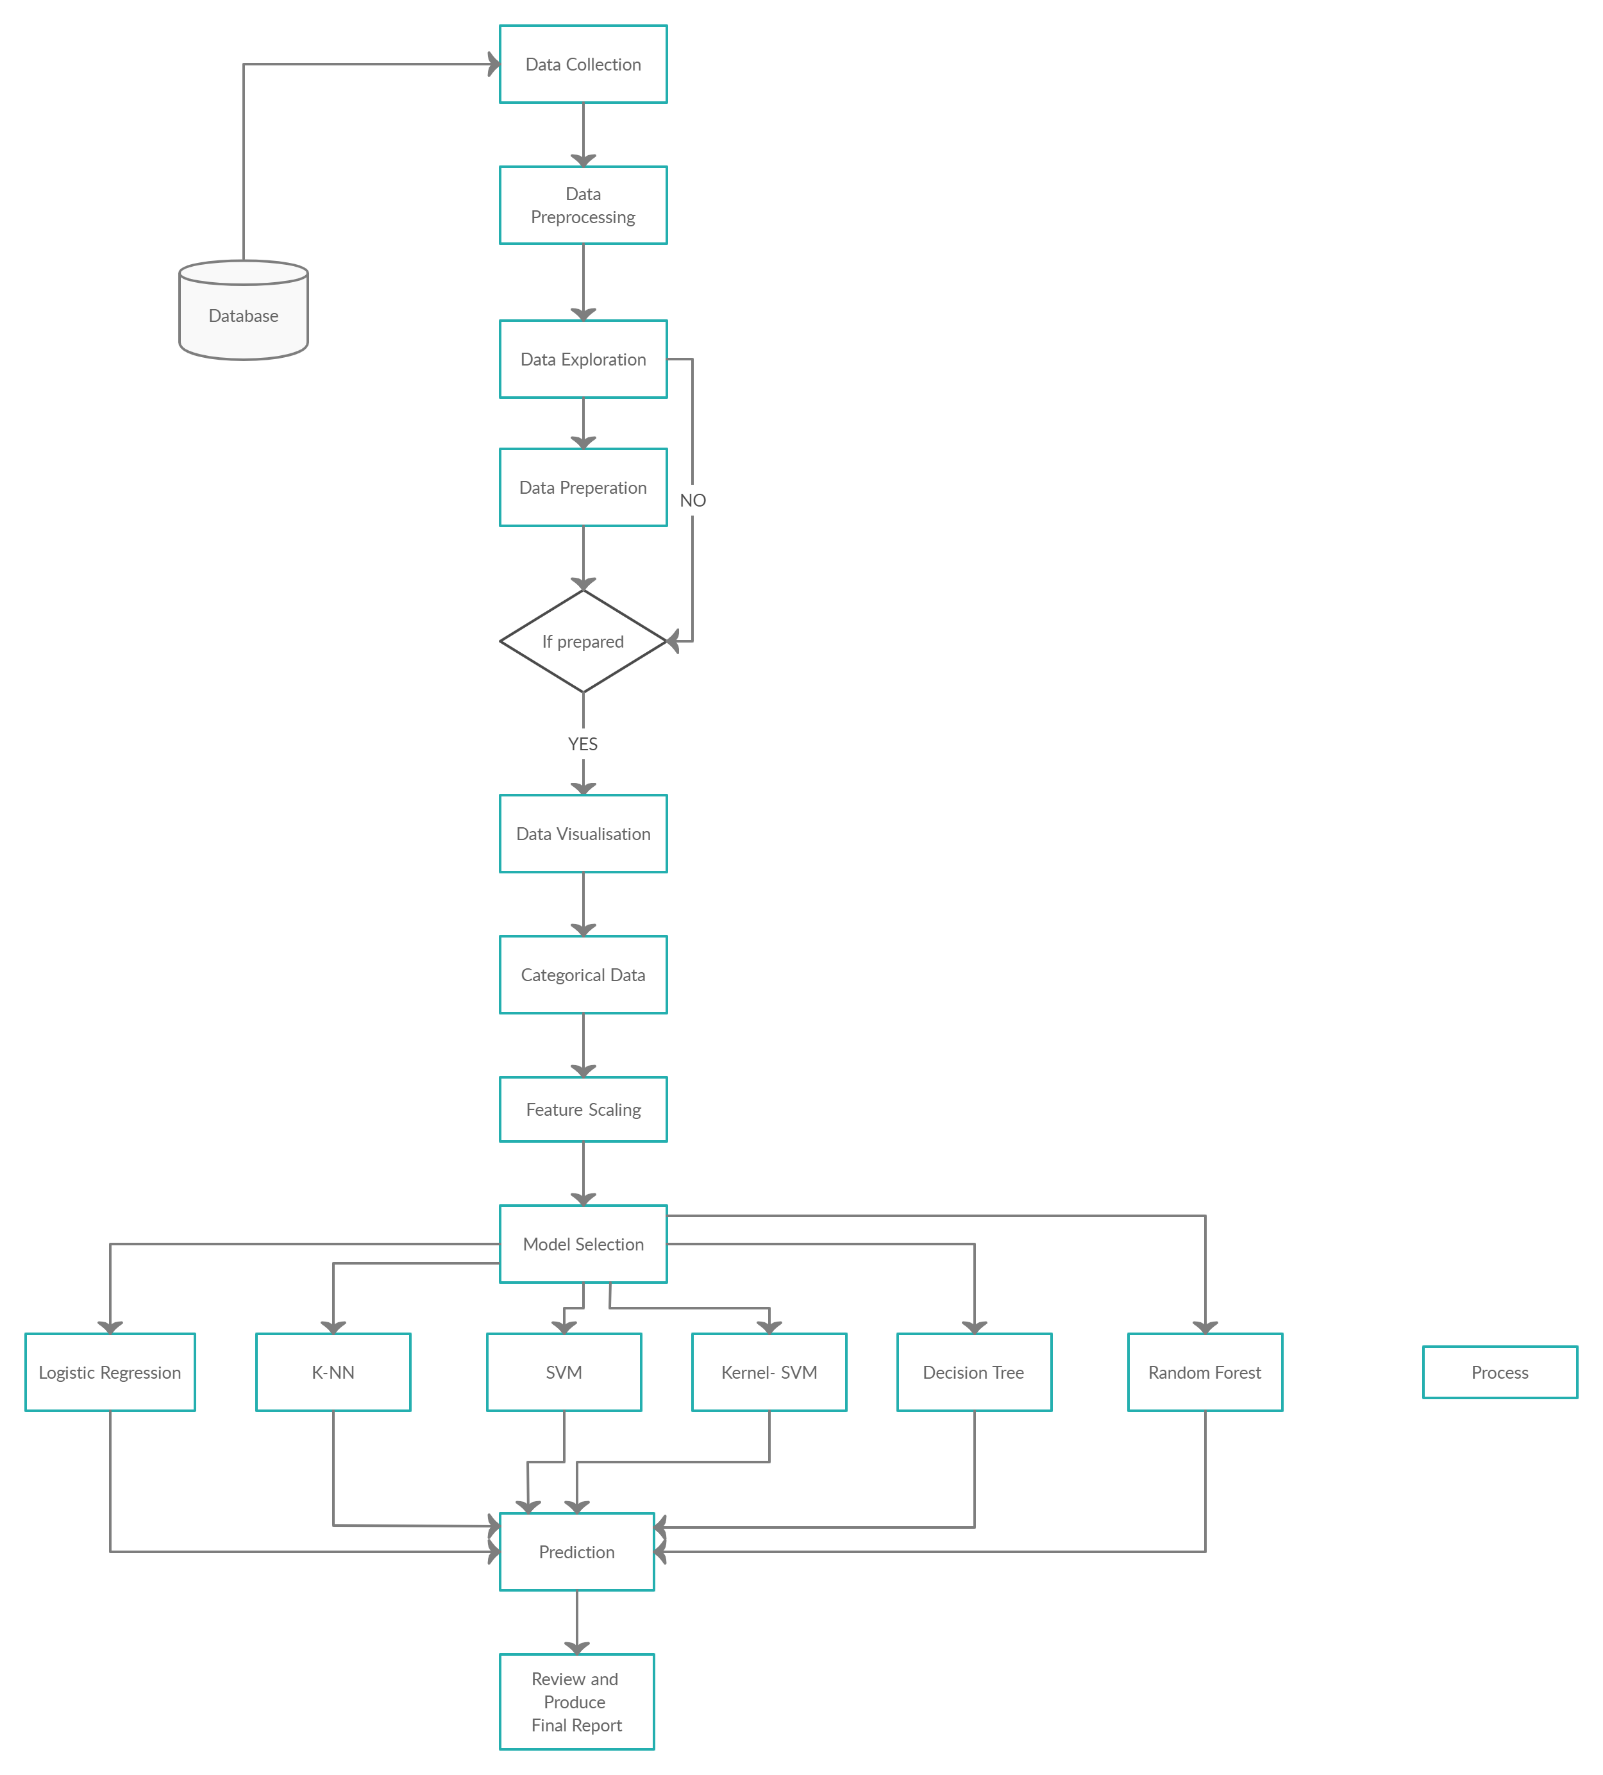 Data Collection
Data
Preprocessing
Database
Data Exploration
Data Preperation
NO
If prepared
YES
Data Visualisation
Categorical Data
Feature Scaling
Model Selection
Logistic Regression
K-NN
SVM
Kernel- SVM
Decision Tree
Random Forest
Process
Prediction
Review and
Produce
Final Report